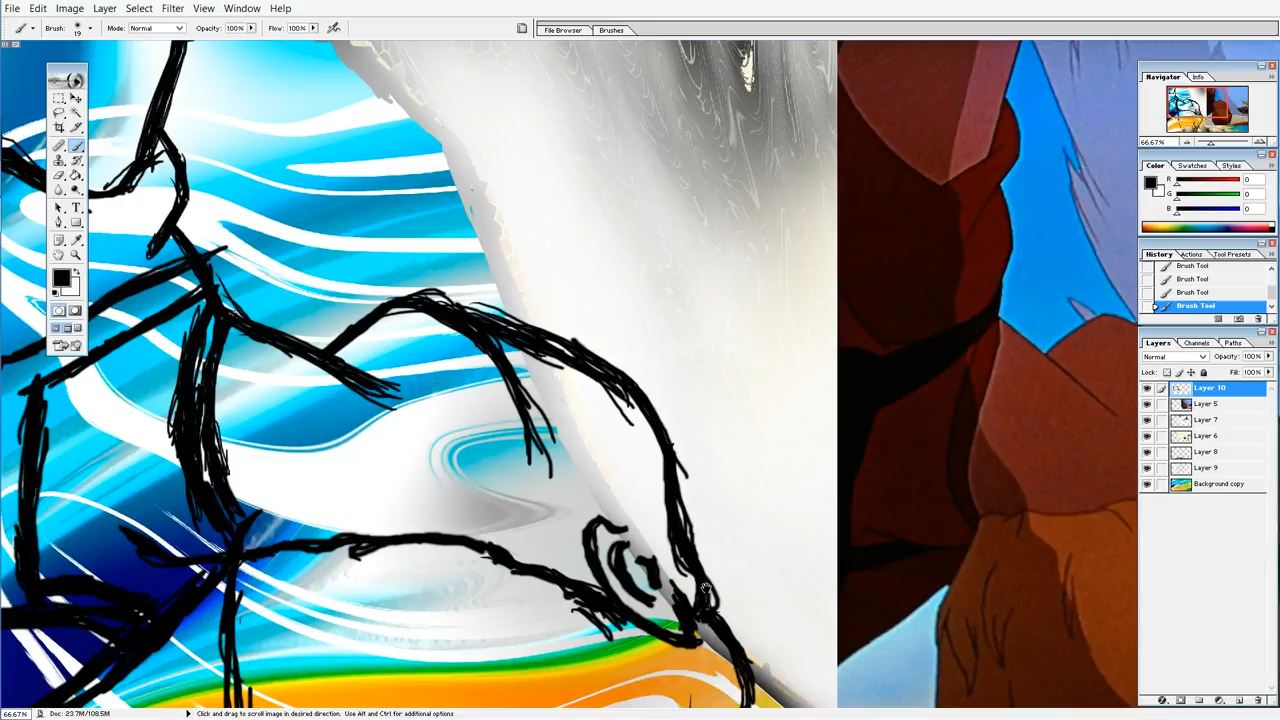 File Edit Image Layer Select Filter View Window Help
Brush: 19 Mode: Normal Opacity: 100% Flow: 100% File Browser Brushes
Navigator Info
66.67%
Color Swatches Styles
R 0
G 0
B 0
History Actions Tool Presets
Brush Tool
Brush Tool
Brush Tool
Brush Tool
Layers Channels Paths
Normal Opacity: 100%
Lock: Fill: 100%
Layer 10
Layer 5
Layer 7
Layer 6
Layer 8
Layer 9
Background copy
66.67% Doc: 23.7M/108.5M Click and drag to scroll image in desired direction. Use Alt and Ctrl for additional options